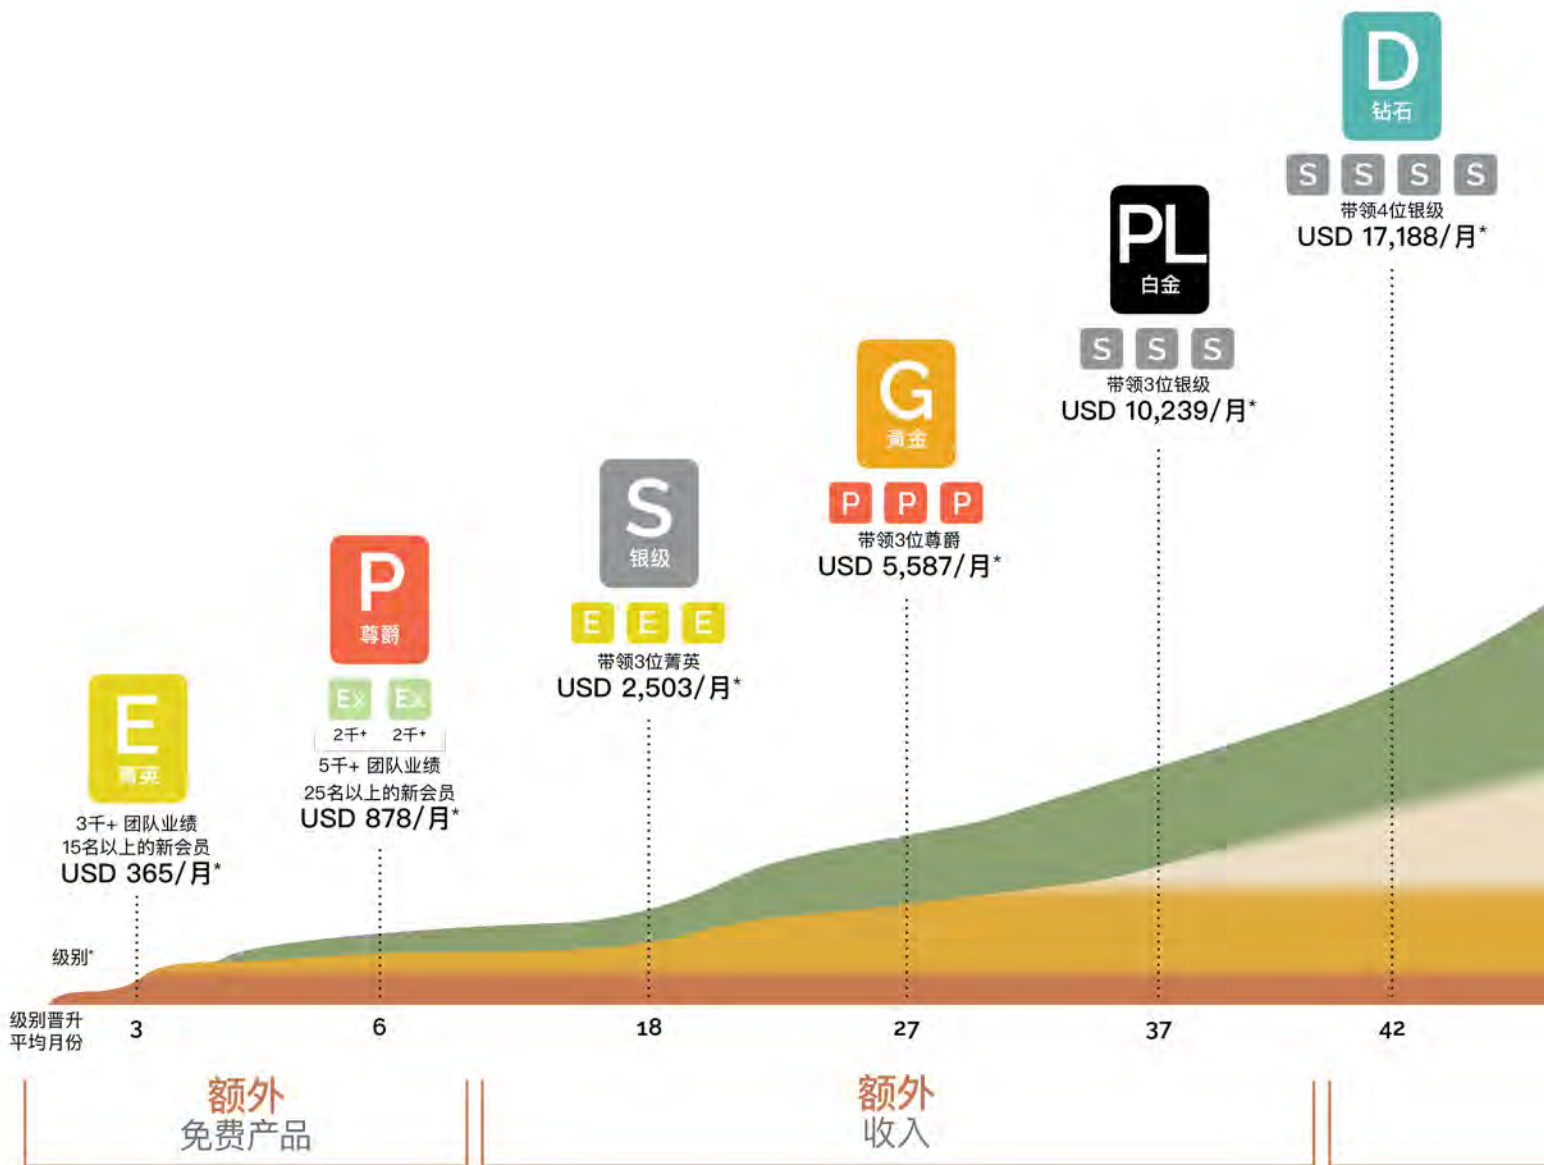 D
钻石
S S S S
带领4位银级
USD 17,188/月*
PL
白金
S S S
带领3位银级
USD 10,239/月*
G
黃金
P P P
带领3位尊爵
USD 5,587/月*
S
银级
E E E
带领3位菁英
USD 2,503/月*
P
尊爵
Ex Ex
2千+ 2千+
5千+ 团队业绩
25名以上的新会员
USD 878/月*
E
菁英
3千+ 团队业绩
15名以上的新会员
USD 365/月*
级别*
级别晋升
平均月份
3 6 18 27 37 42
额外
免费产品
额外
收入